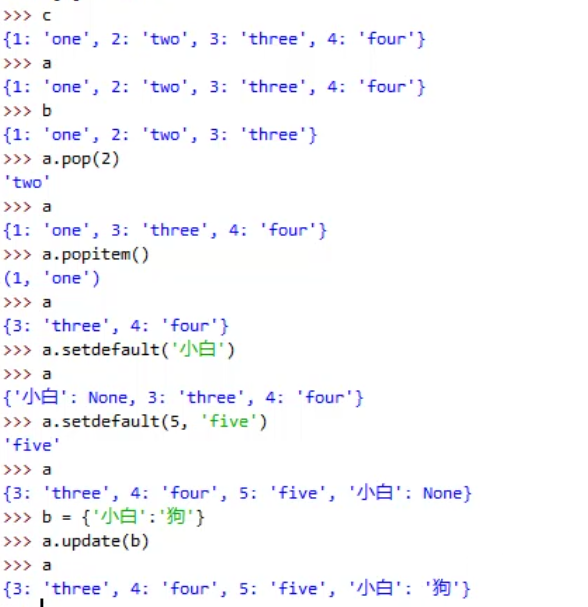 >>> c
{1: 'one', 2: 'two', 3: 'three', 4: 'four'}
>>> a
{1: 'one', 2: 'two', 3: 'three', 4: 'four'}
>>> b
{1: 'one', 2: 'two', 3: 'three'}
>>> a.pop(2)
'two'
>>> a
{1: 'one', 3: 'three', 4: 'four'}
>>> a.popitem()
(1, 'one')
>>> a
{3: 'three', 4: 'four'}
>>> a.setdefault('小白')
>>> a
{'小白': None, 3: 'three', 4: 'four'}
>>> a.setdefault(5, 'five')
'five'
>>> a
{3: 'three', 4: 'four', 5: 'five', '小白': None}
>>> b = {'小白':'狗'}
>>> a.update(b)
>>> a
{3: 'three', 4: 'four', 5: 'five', '小白': '狗'}